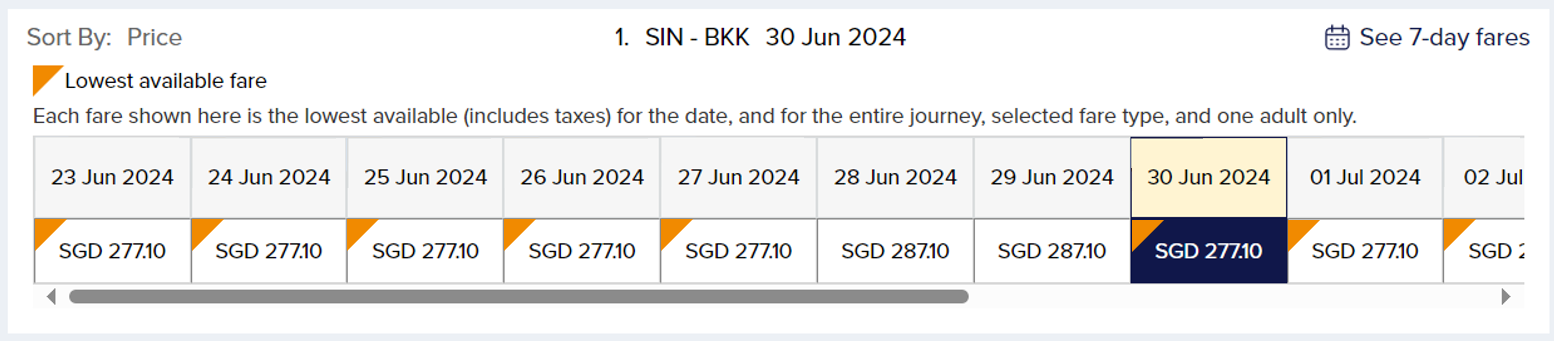 Sort By: Price 1. SIN - BKK 30 Jun 2024 See 7-day fares
Lowest available fare
Each fare shown here is the lowest available (includes taxes) for the date, and for the entire journey, selected fare type, and one adult only.
23 Jun 2024 24 Jun 2024 25 Jun 2024 26 Jun 2024 27 Jun 2024 28 Jun 2024 29 Jun 2024 30 Jun 2024 01 Jul 2024 02 Jul
SGD 277.10 SGD 277.10 SGD 277.10 SGD 277.10 SGD 277.10 SGD 287.10 SGD 287.10 SGD 277.10 SGD 277.10 SGD